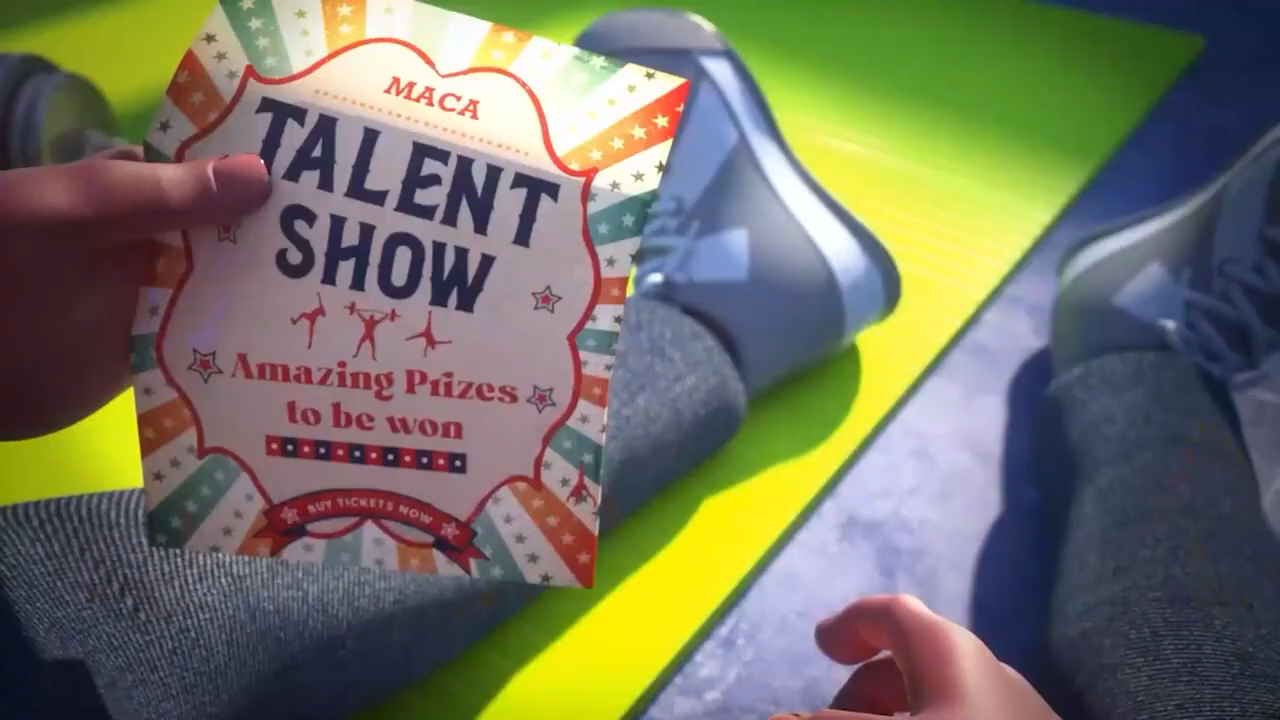 MACA
TALENT
SHOW
Amazing Prizes
to be won
BUY TICKETS NOW